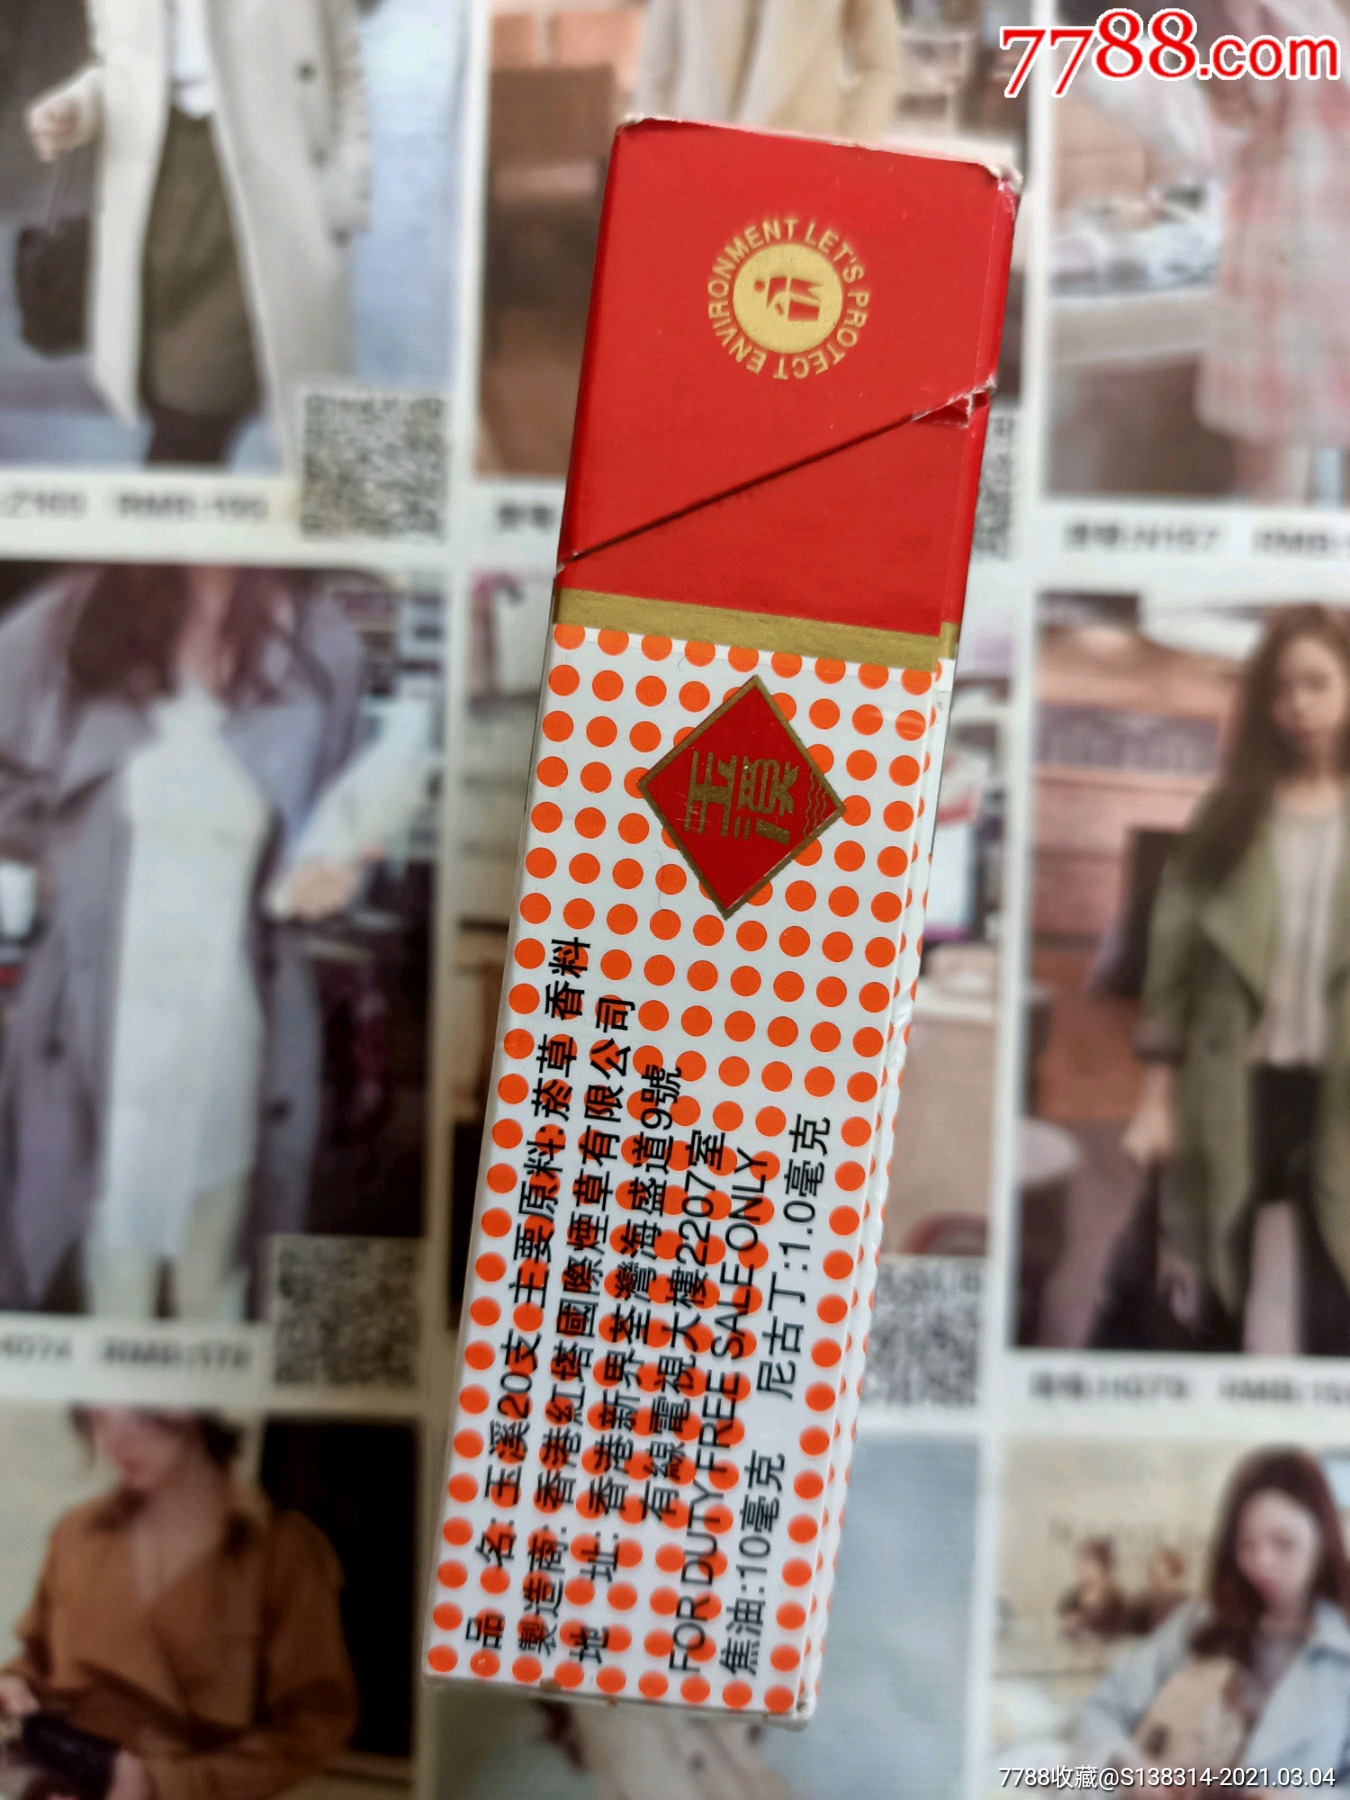 7788.com
LET'S PROTECT ENVIRONMENT
玉溪
品 名: 玉溪20支 主要原料: 菸草 香料
製造商: 香港紅塔國際煙草有限公司
地 址: 香港新界荃灣海盛道9號
有線電視大樓2207室
FOR DUTY FREE SALE ONLY
焦油:10毫克 尼古丁:1.0毫克
7788收藏@S138314-2021.03.04